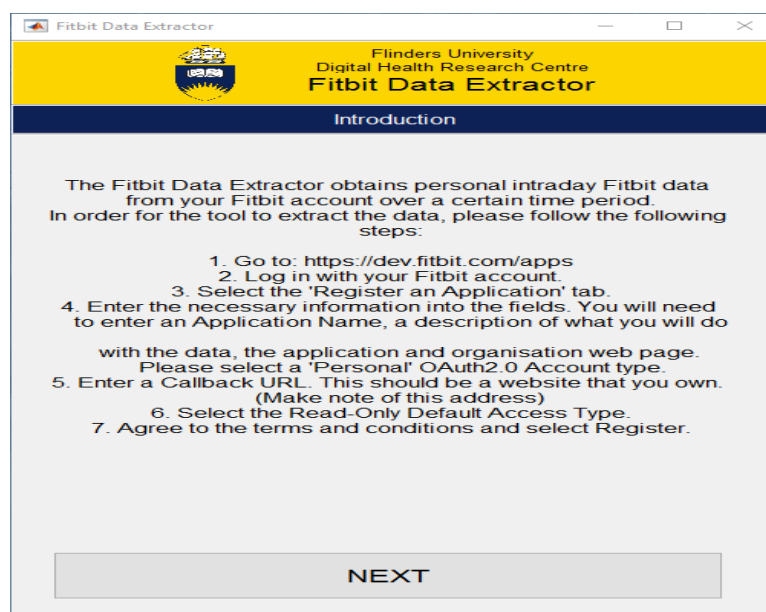 Fitbit Data Extractor
Flinders University
Digital Health Research Centre
Fitbit Data Extractor
Introduction
The Fitbit Data Extractor obtains personal intraday Fitbit data
from your Fitbit account over a certain time period.
In order for the tool to extract the data, please follow the following
steps:
1. Go to: https://dev.fitbit.com/apps
2. Log in with your Fitbit account.
3. Select the 'Register an Application' tab.
4. Enter the necessary information into the fields. You will need
to enter an Application Name, a description of what you will do
with the data, the application and organisation web page.
Please select a 'Personal' OAuth2.0 Account type.
5. Enter a Callback URL. This should be a website that you own.
(Make note of this address)
6. Select the Read-Only Default Access Type.
7. Agree to the terms and conditions and select Register.
NEXT